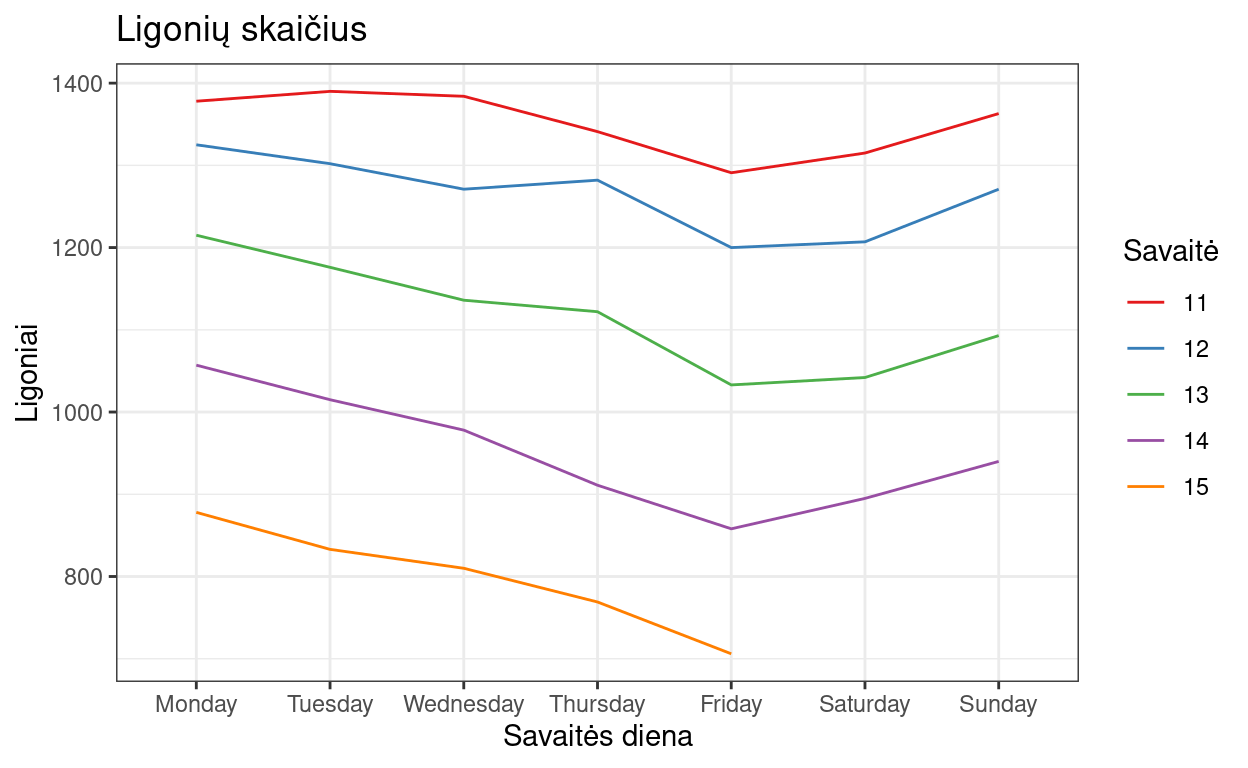 Ligonių skaičius
Ligoniai
1400
1200
1000
800
Monday Tuesday Wednesday Thursday Friday Saturday Sunday
Savaitės diena
Savaitė
11
12
13
14
15